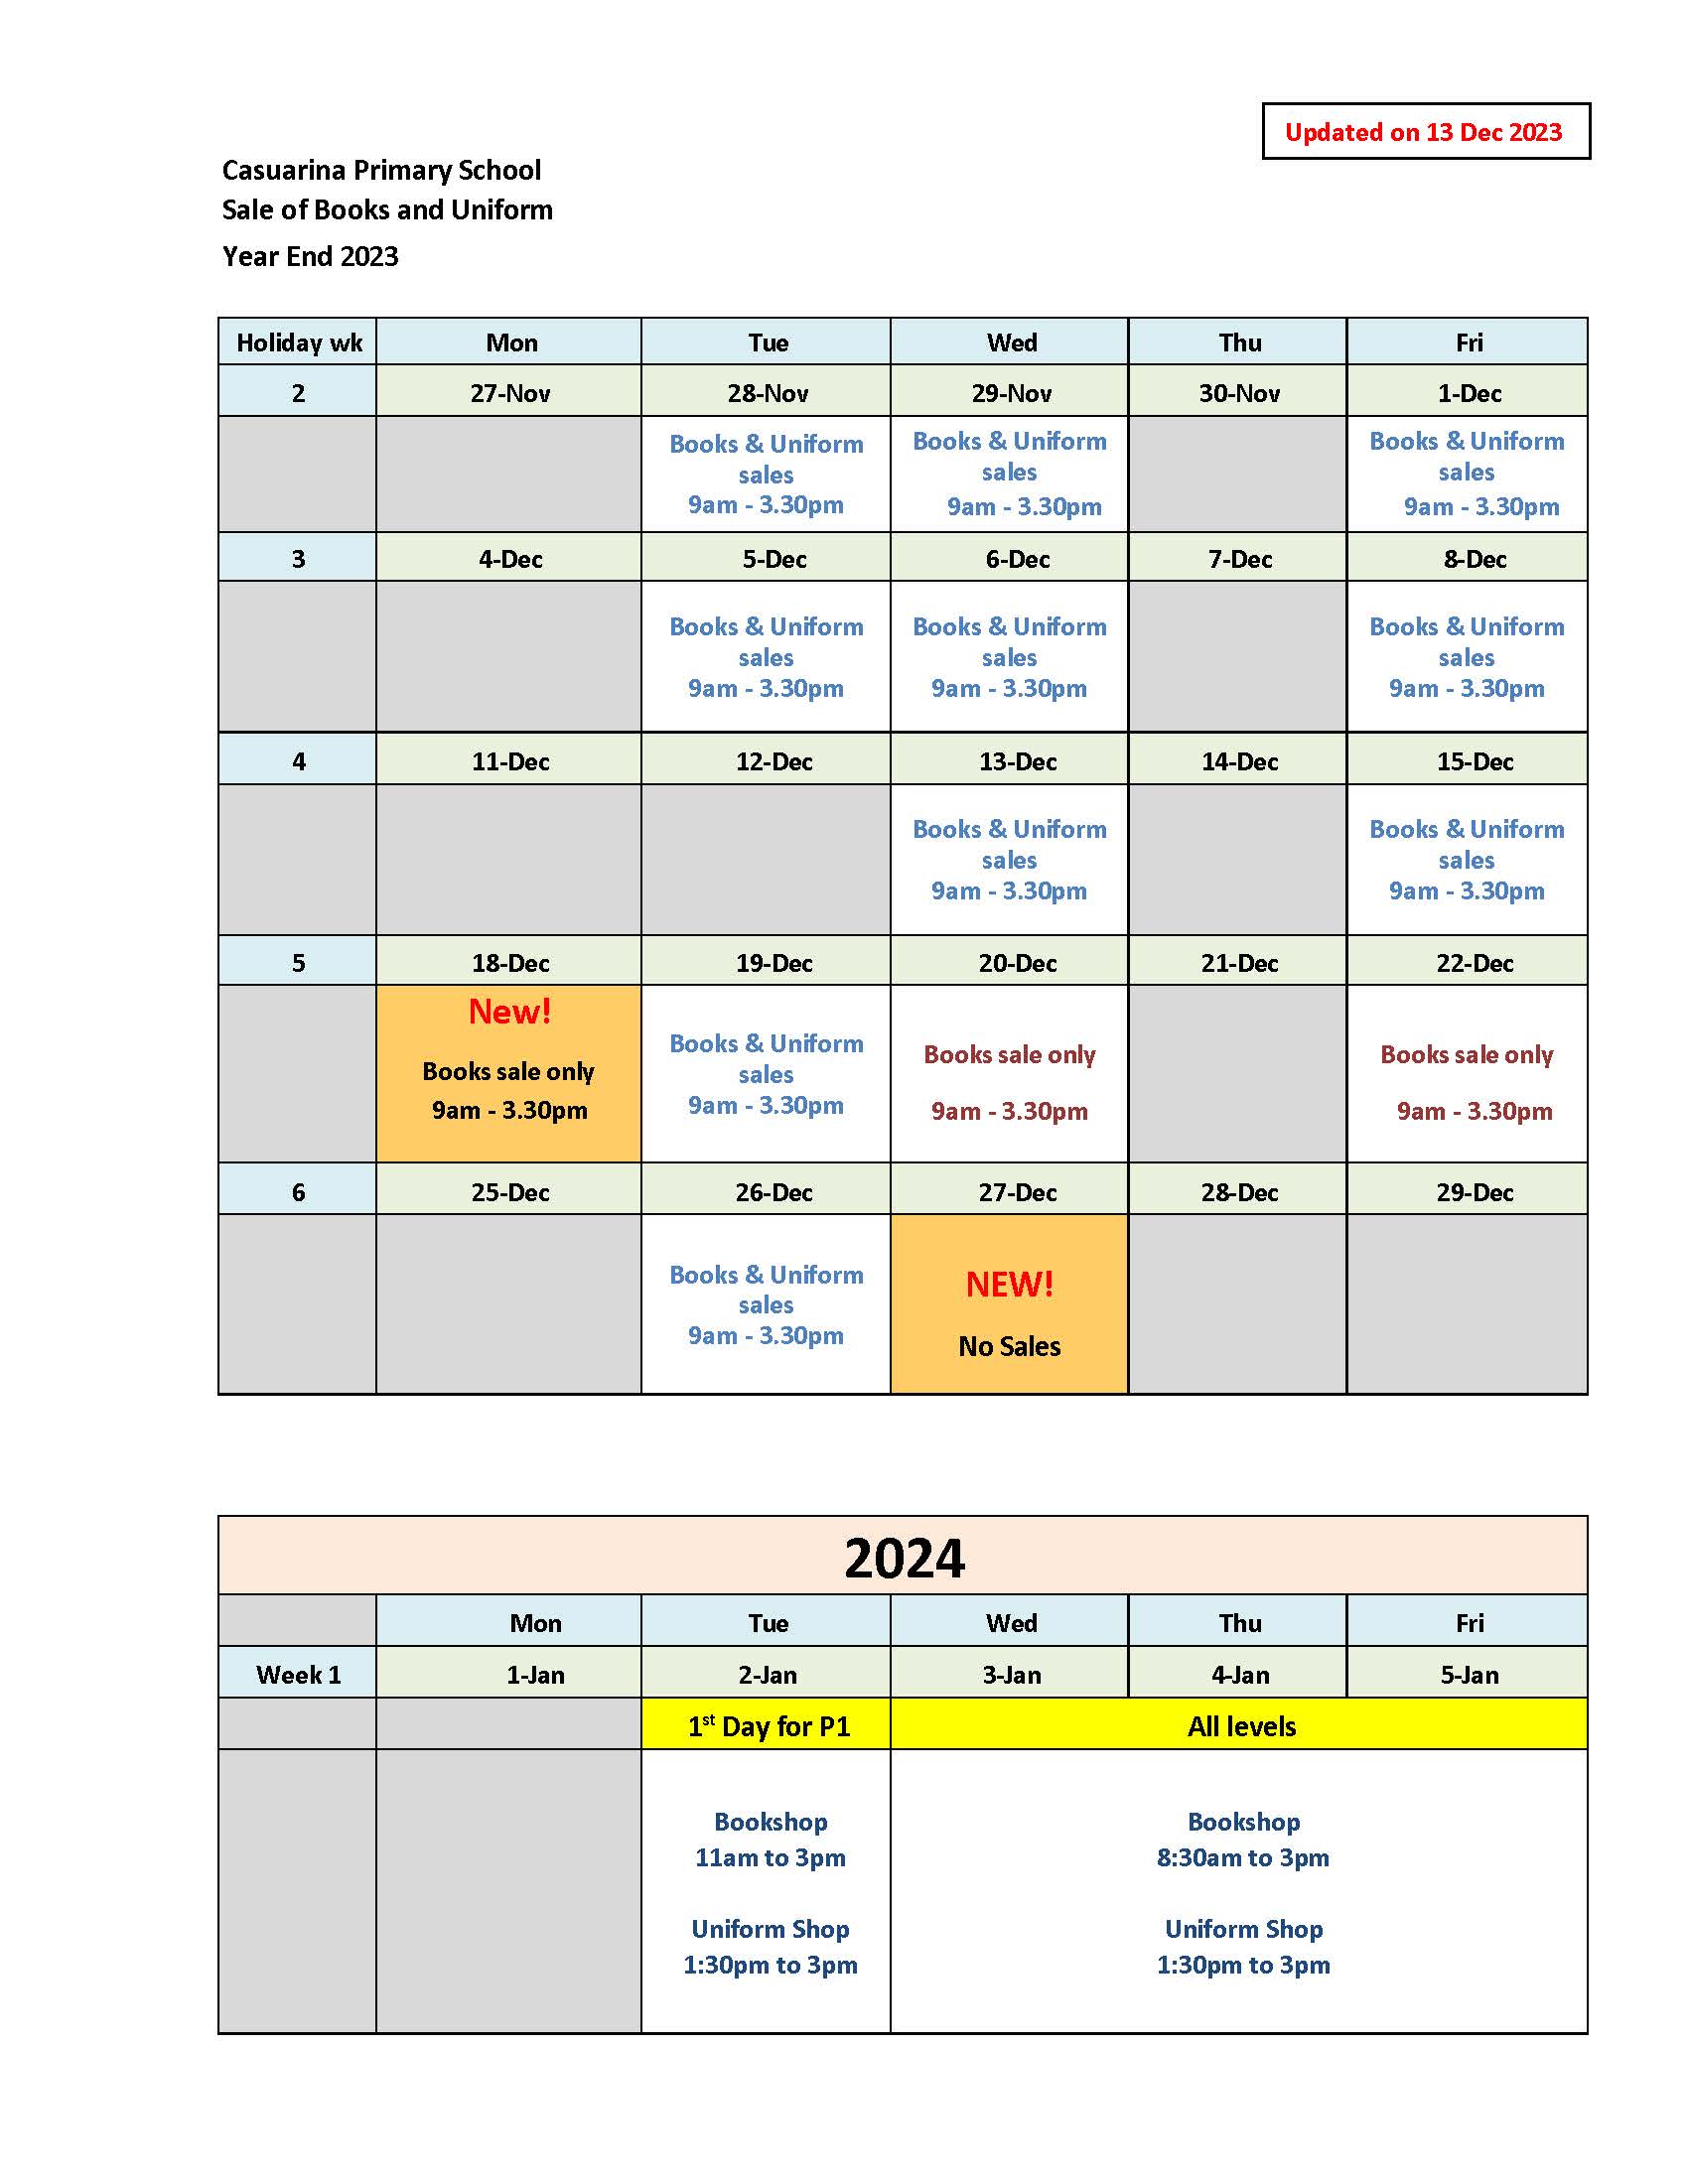 Updated on 13 Dec 2023
Casuarina Primary School
Sale of Books and Uniform
Year End 2023
Holiday wk Mon Tue Wed Thu Fri
2 27-Nov 28-Nov 29-Nov 30-Nov 1-Dec
Books & Uniform Books & Uniform Books & Uniform
sales sales sales
9am - 3.30pm 9am - 3.30pm 9am - 3.30pm
3 4-Dec 5-Dec 6-Dec 7-Dec 8-Dec
Books & Uniform Books & Uniform Books & Uniform
sales sales sales
9am - 3.30pm 9am - 3.30pm 9am - 3.30pm
4 11-Dec 12-Dec 13-Dec 14-Dec 15-Dec
Books & Uniform Books & Uniform
sales sales
9am - 3.30pm 9am - 3.30pm
5 18-Dec 19-Dec 20-Dec 21-Dec 22-Dec
New!
Books sale only
9am - 3.30pm
Books & Uniform
sales
9am - 3.30pm
Books sale only
9am - 3.30pm
Books sale only
9am - 3.30pm
6 25-Dec 26-Dec 27-Dec 28-Dec 29-Dec
Books & Uniform
sales
9am - 3.30pm
NEW!
No Sales
2024
Mon Tue Wed Thu Fri
Week 1 1-Jan 2-Jan 3-Jan 4-Jan 5-Jan
1st Day for P1 All levels
Bookshop Bookshop
11am to 3pm 8:30am to 3pm
Uniform Shop Uniform Shop
1:30pm to 3pm 1:30pm to 3pm